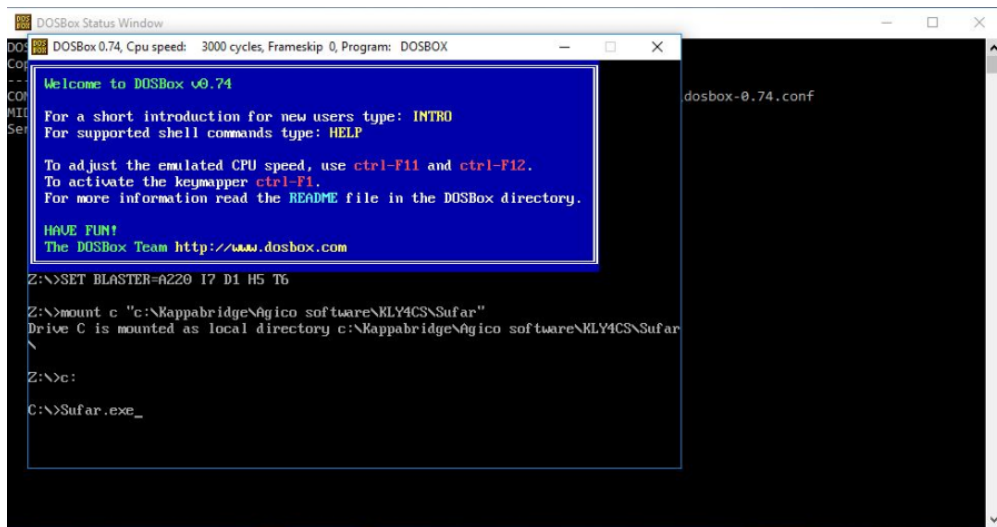 DOSBox Status Window
DOSBox 0.74, Cpu speed: 3000 cycles, Frameskip 0, Program: DOSBOX
Welcome to DOSBox v0.74
For a short introduction for new users type: INTRO
For supported shell commands type: HELP
To adjust the emulated CPU speed, use ctrl-F11 and ctrl-F12.
To activate the keymapper ctrl-F1.
For more information read the README file in the DOSBox directory.
HAVE FUN!
The DOSBox Team http://www.dosbox.com
dosbox-0.74.conf
Z:\>SET BLASTER=A220 I7 D1 H5 T6
Z:\>mount c "c:\Kappabridge\Agico software\KLY4CS\Sufar"
Drive C is mounted as local directory c:\Kappabridge\Agico software\KLY4CS\Sufar
\
Z:\>c:
C:\>Sufar.exe_